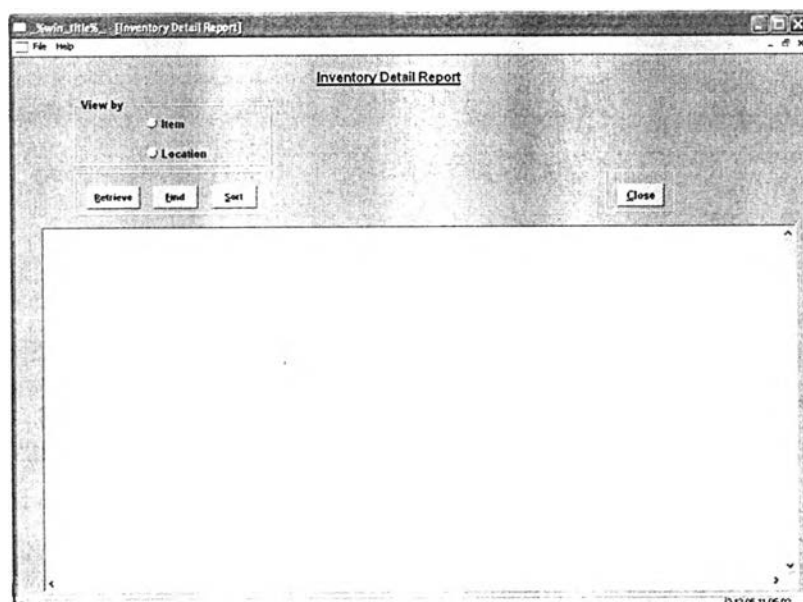 _%win_title%_ - [Inventory Detail Report]
File Help
Inventory Detail Report
View by
Item
Location
Retrieve Find Sort
Close